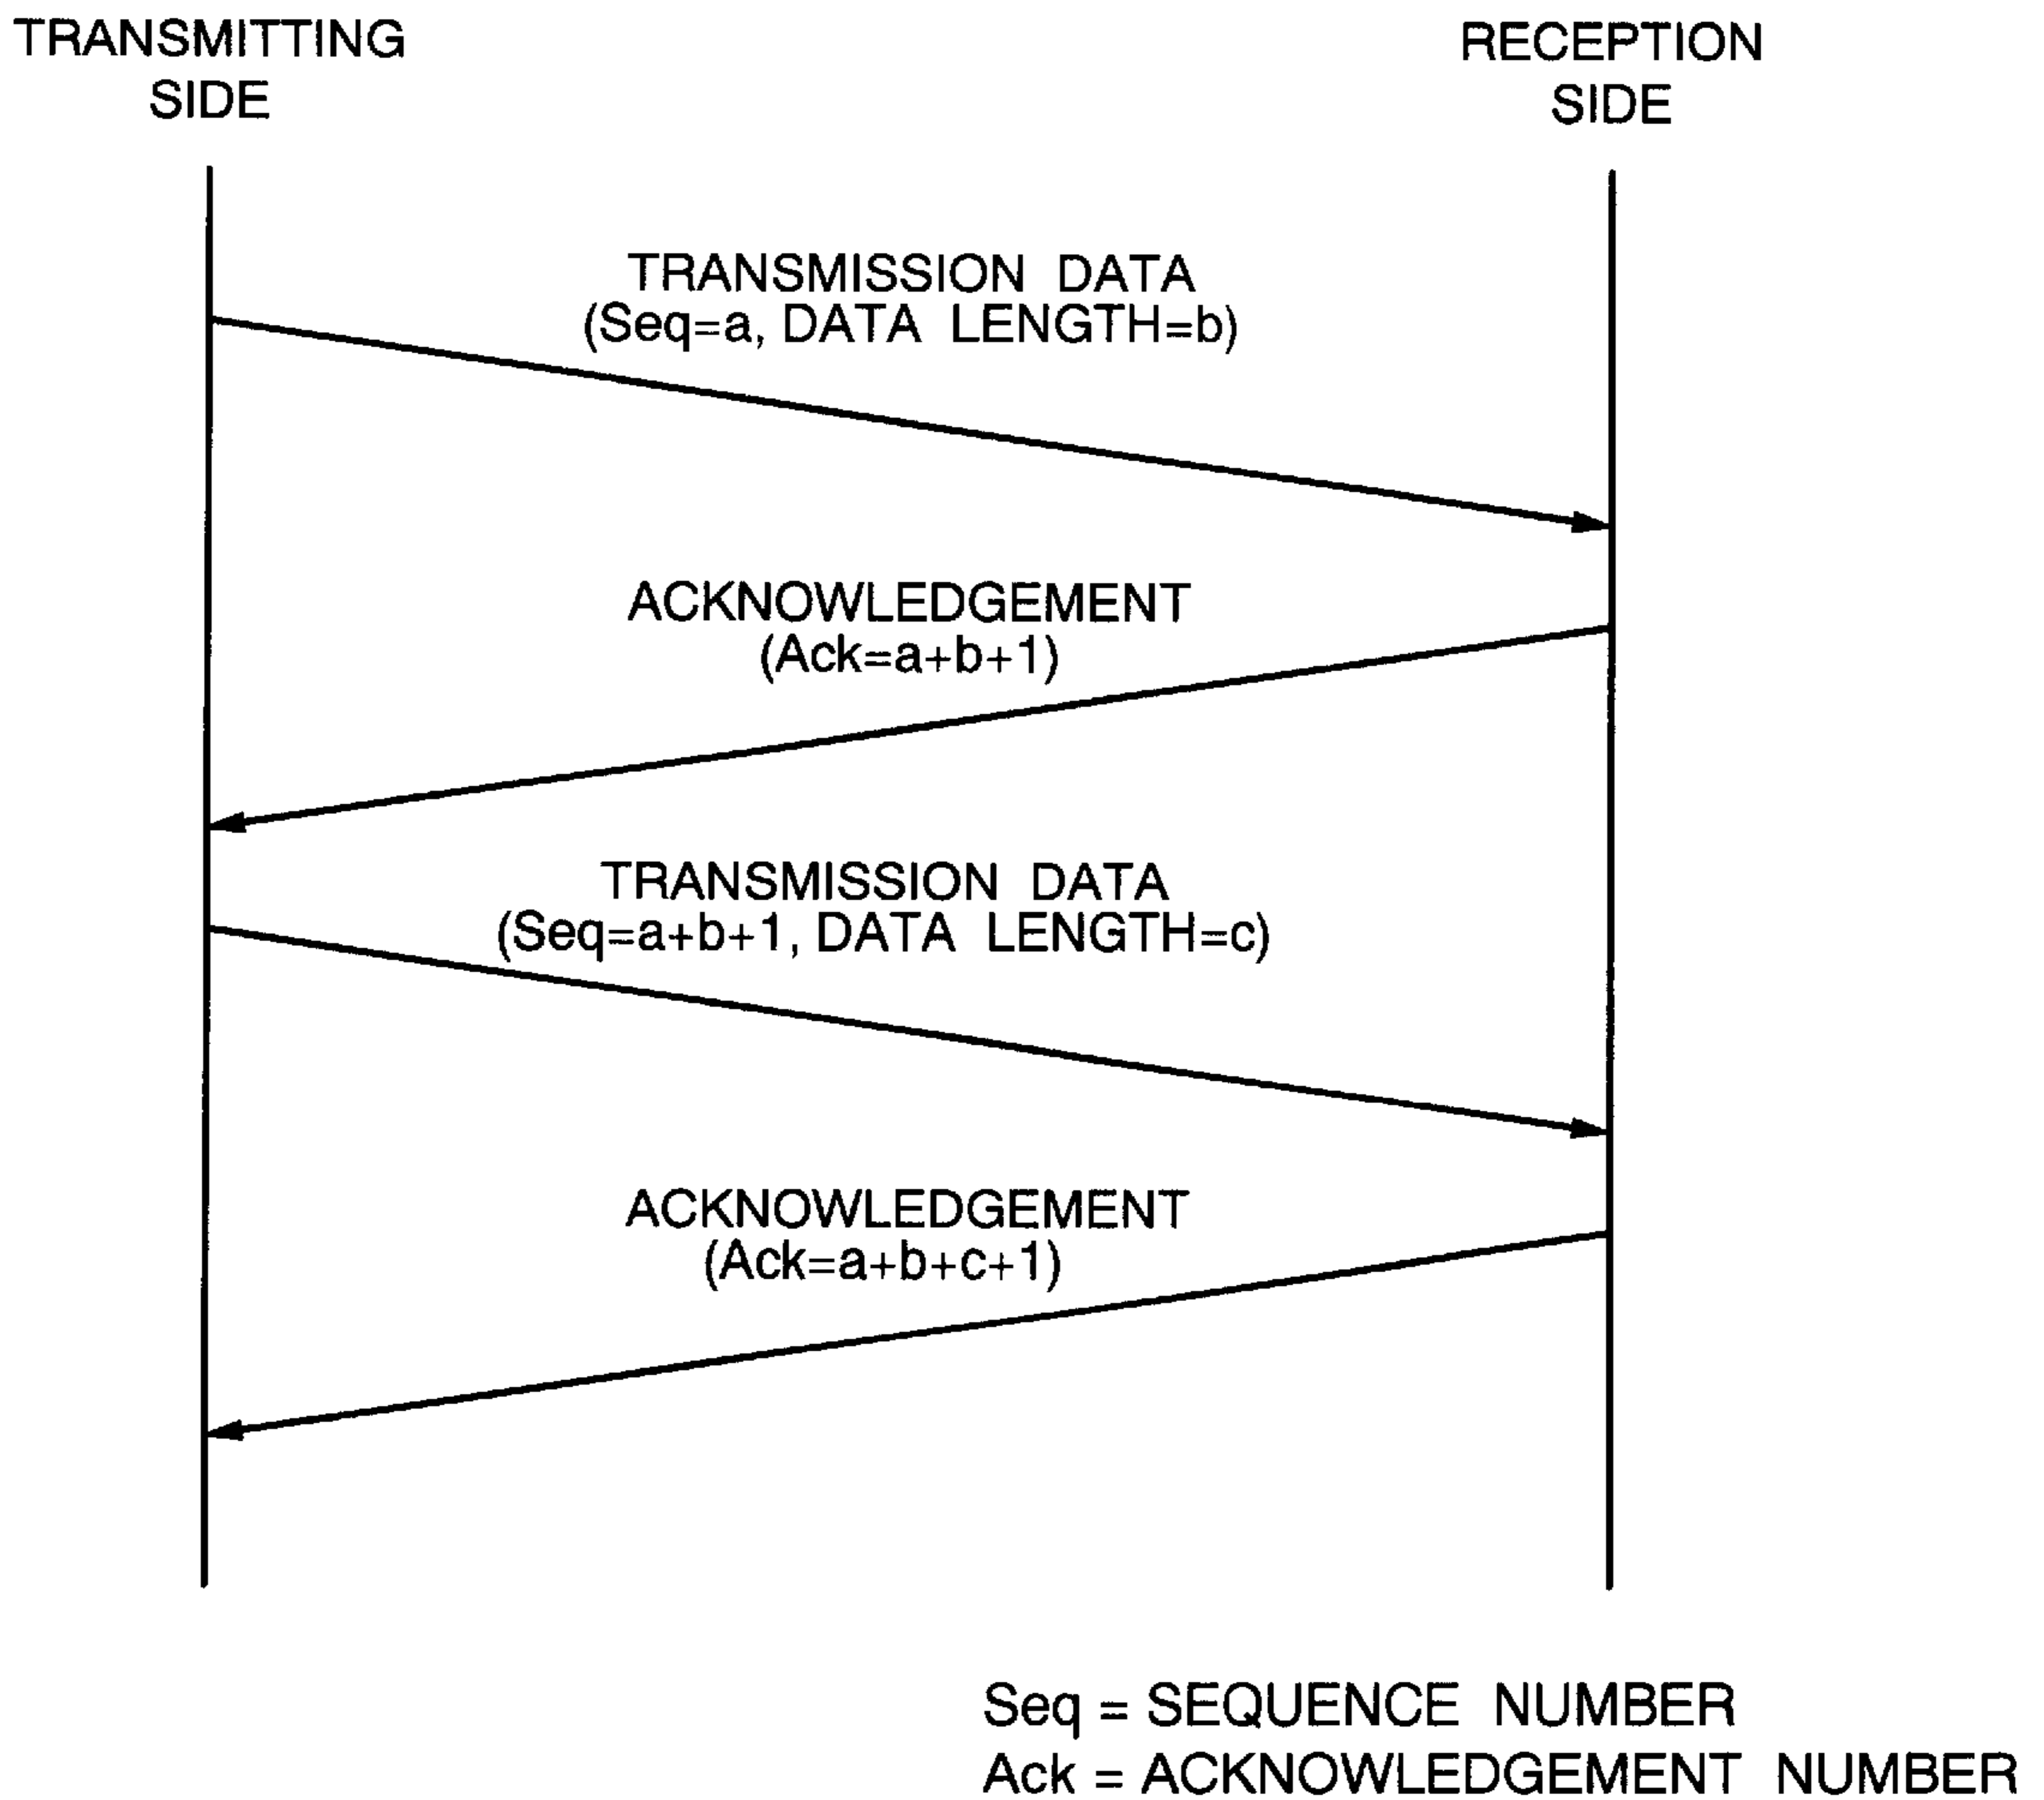 TRANSMITTING
SIDE
RECEPTION
SIDE
TRANSMISSION DATA
(Seq=a, DATA LENGTH=b)
ACKNOWLEDGEMENT
(Ack=a+b+1)
TRANSMISSION DATA
(Seq=a+b+1, DATA LENGTH=c)
ACKNOWLEDGEMENT
(Ack=a+b+c+1)
Seq = SEQUENCE NUMBER
Ack = ACKNOWLEDGEMENT NUMBER